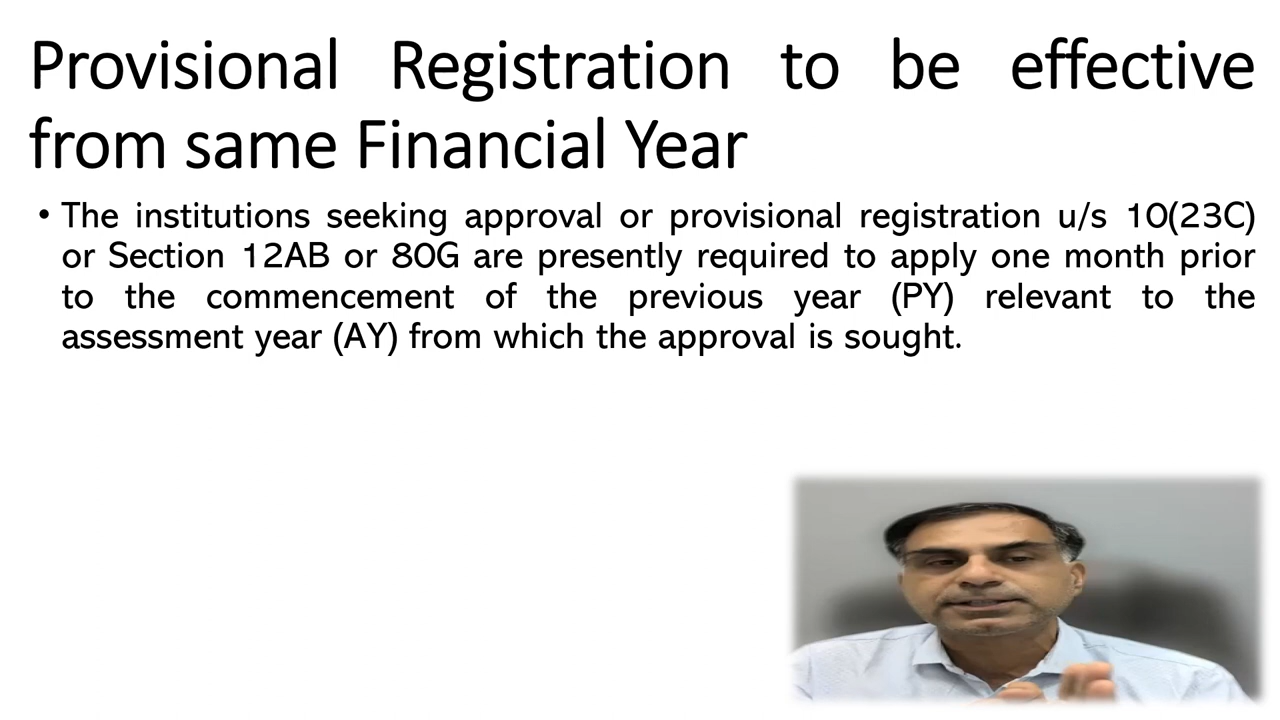 Provisional Registration to be effective
from same Financial Year
• The institutions seeking approval or provisional registration u/s 10(23C)
or Section 12AB or 80G are presently required to apply one month prior
to the commencement of the previous year (PY) relevant to the
assessment year (AY) from which the approval is sought.